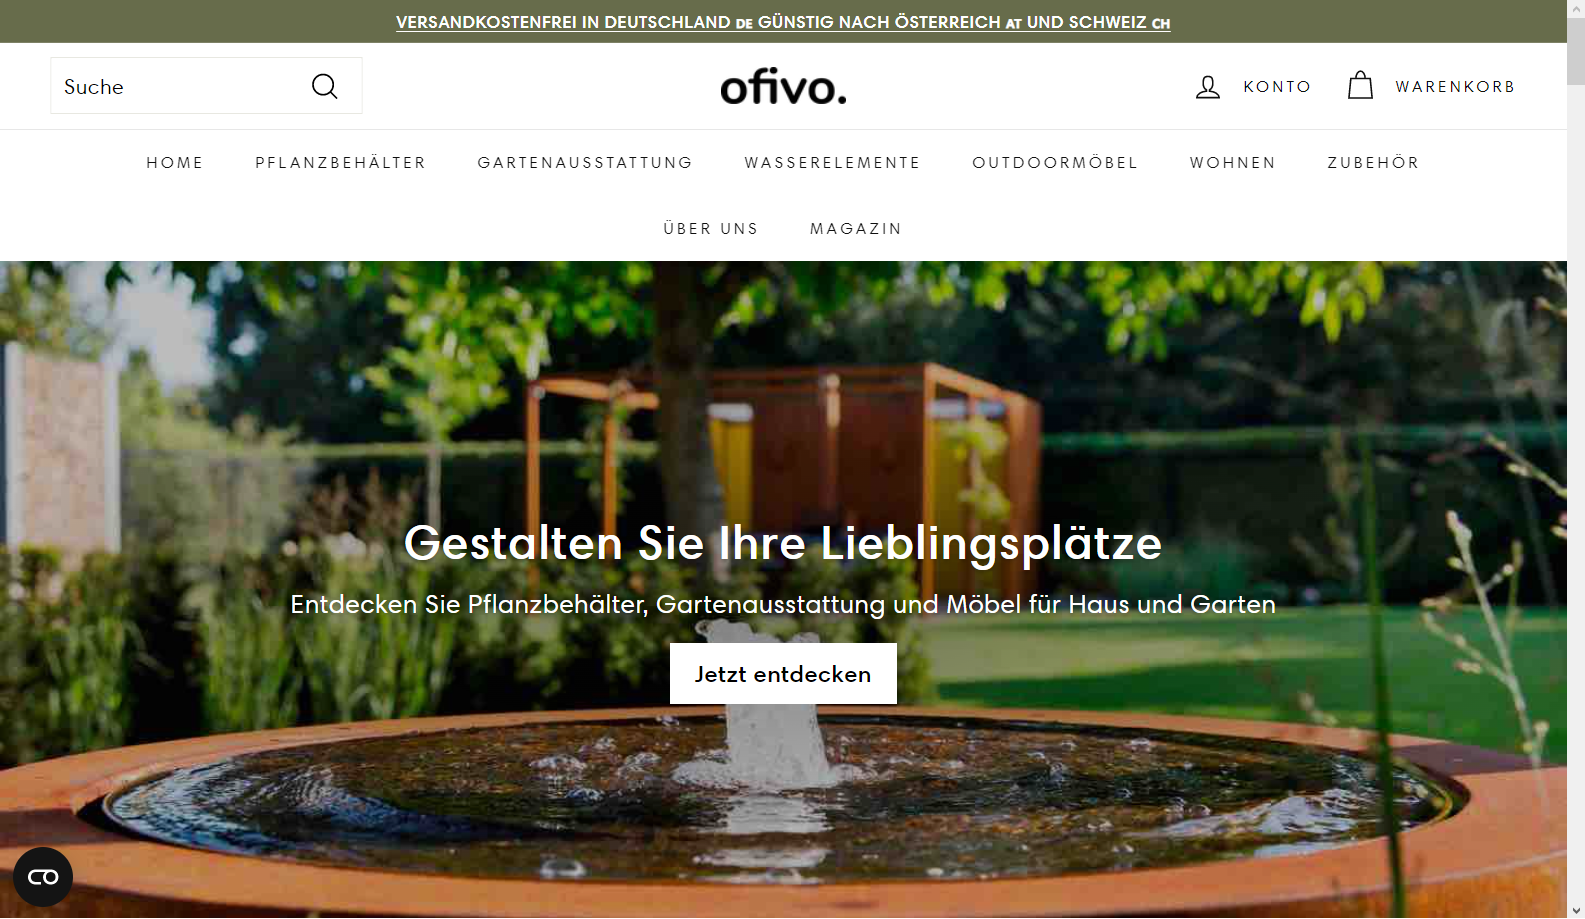 VERSANDKOSTENFREI IN DEUTSCHLAND DE GÜNSTIG NACH ÖSTERREICH AT UND SCHWEIZ CH
Suche
ofivo.
KONTO
WARENKORB
HOME PFLANZBEHÄLTER GARTENAUSSTATTUNG WASSERELEMENTE OUTDOORMÖBEL WOHNEN ZUBEHÖR
ÜBER UNS MAGAZIN
Gestalten Sie Ihre Lieblingsplätze
Entdecken Sie Pflanzbehälter, Gartenausstattung und Möbel für Haus und Garten
Jetzt entdecken